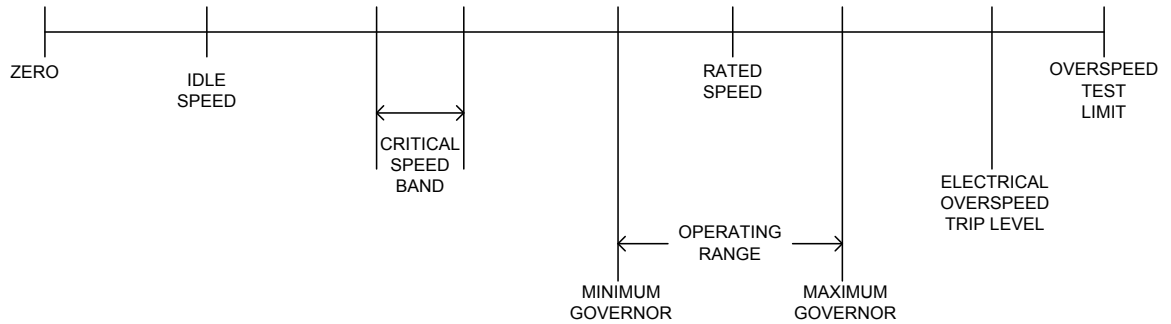 ZERO
IDLE
SPEED
CRITICAL
SPEED
BAND
OPERATING
RANGE
MINIMUM
GOVERNOR
RATED
SPEED
MAXIMUM
GOVERNOR
ELECTRICAL
OVERSPEED
TRIP LEVEL
OVERSPEED
TEST
LIMIT